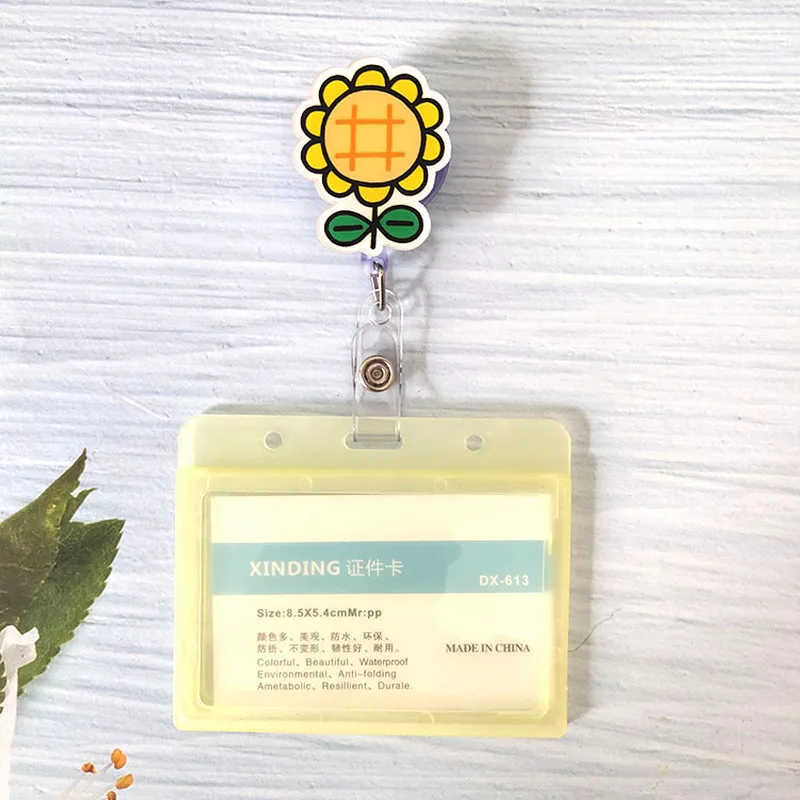 XINDING 证件卡
DX-613
Size:8.5X5.4cmMr:pp
颜色多、美观、防水、环保、
防折、不变形、韧性好、耐用。
MADE IN CHINA
Colorful、Beautiful、Waterproof
Environmental、Anti-folding
Ametabolic、Resillient、Durale.